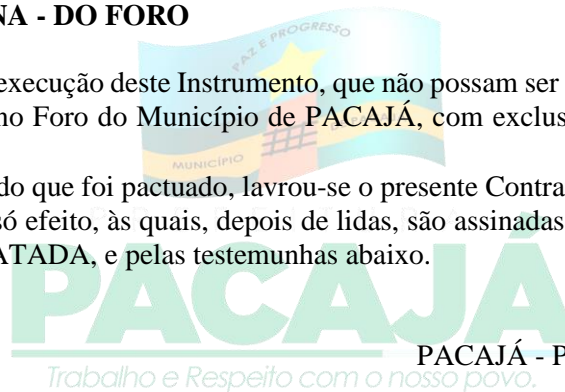 NA - DO FORO
PAZ E PROGRESSO
execução deste Instrumento, que não possam ser
no Foro do Município de PACAJÁ, com exclus
MUNICÍPIO
do que foi pactuado, lavrou-se o presente Contra
só efeito, às quais, depois de lidas, são assinadas
ATADA, e pelas testemunhas abaixo.
PACAJÁ
PACAJÁ - P
Trabalho e Respeito com o nosso povo.